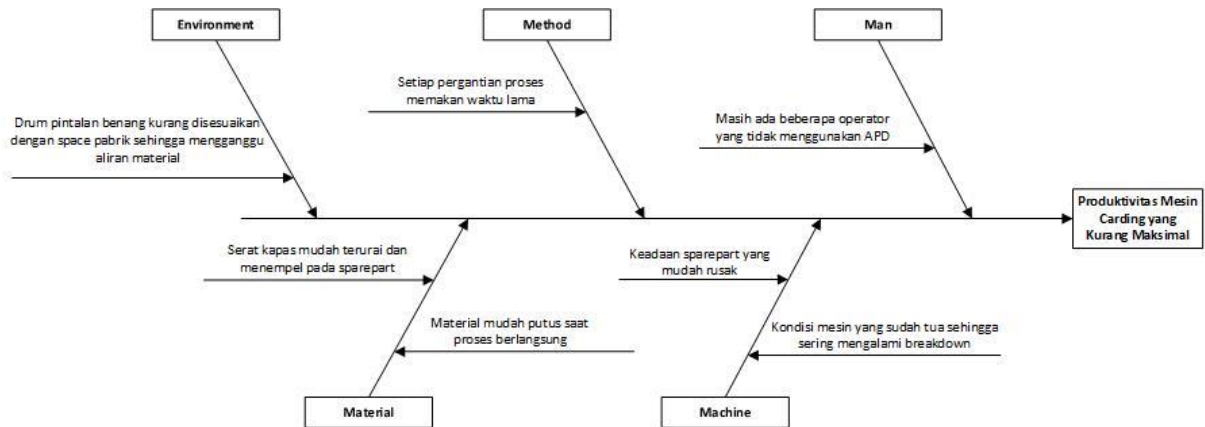 Environment
Method
Man
Setiap pergantian proses
memakan waktu lama
Drum pintalan benang kurang disesuaikan
dengan space pabrik sehingga mengganggu
aliran material
Masih ada beberapa operator
yang tidak menggunakan APD
Produktivitas Mesin
Carding yang
Kurang Maksimal
Serat kapas mudah terurai dan
menempel pada sparepart
Keadaan sparepart yang
mudah rusak
Material mudah putus saat
proses berlangsung
Kondisi mesin yang sudah tua sehingga
sering mengalami breakdown
Material
Machine